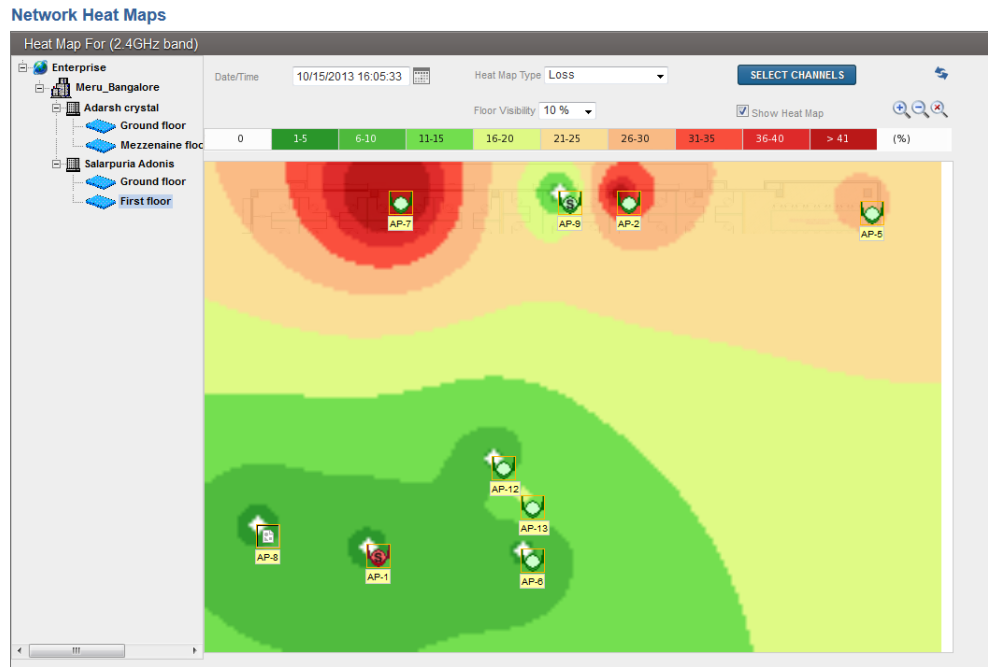 Network Heat Maps
Heat Map For (2.4GHz band)
Enterprise
Meru_Bangalore
Adarsh crystal
Ground floor
Mezzenaine floc
Salarpuria Adonis
Ground floor
First floor
Date/Time 10/15/2013 16:05:33 Heat Map Type Loss SELECT CHANNELS
Floor Visibility 10 % Show Heat Map
0 1-5 6-10 11-15 16-20 21-25 26-30 31-35 36-40 > 41 (%)
AP-7 S AP-9 AP-2 AP-5
AP-12
AP-13
AP-8 S AP-1 AP-6